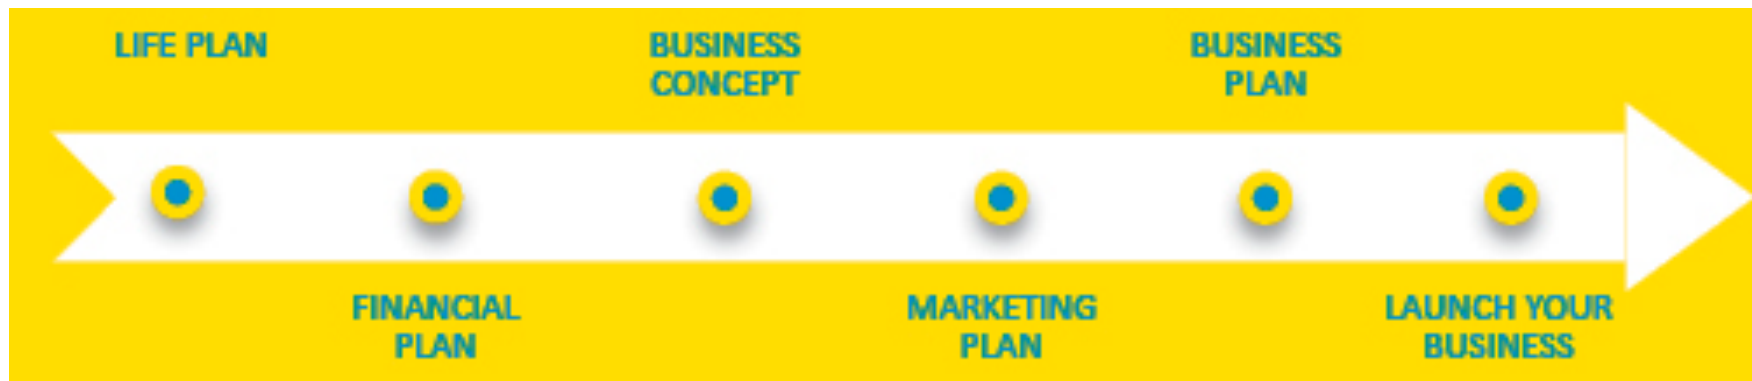 LIFE PLAN
FINANCIAL
PLAN
BUSINESS
CONCEPT
MARKETING
PLAN
BUSINESS
PLAN
LAUNCH YOUR
BUSINESS